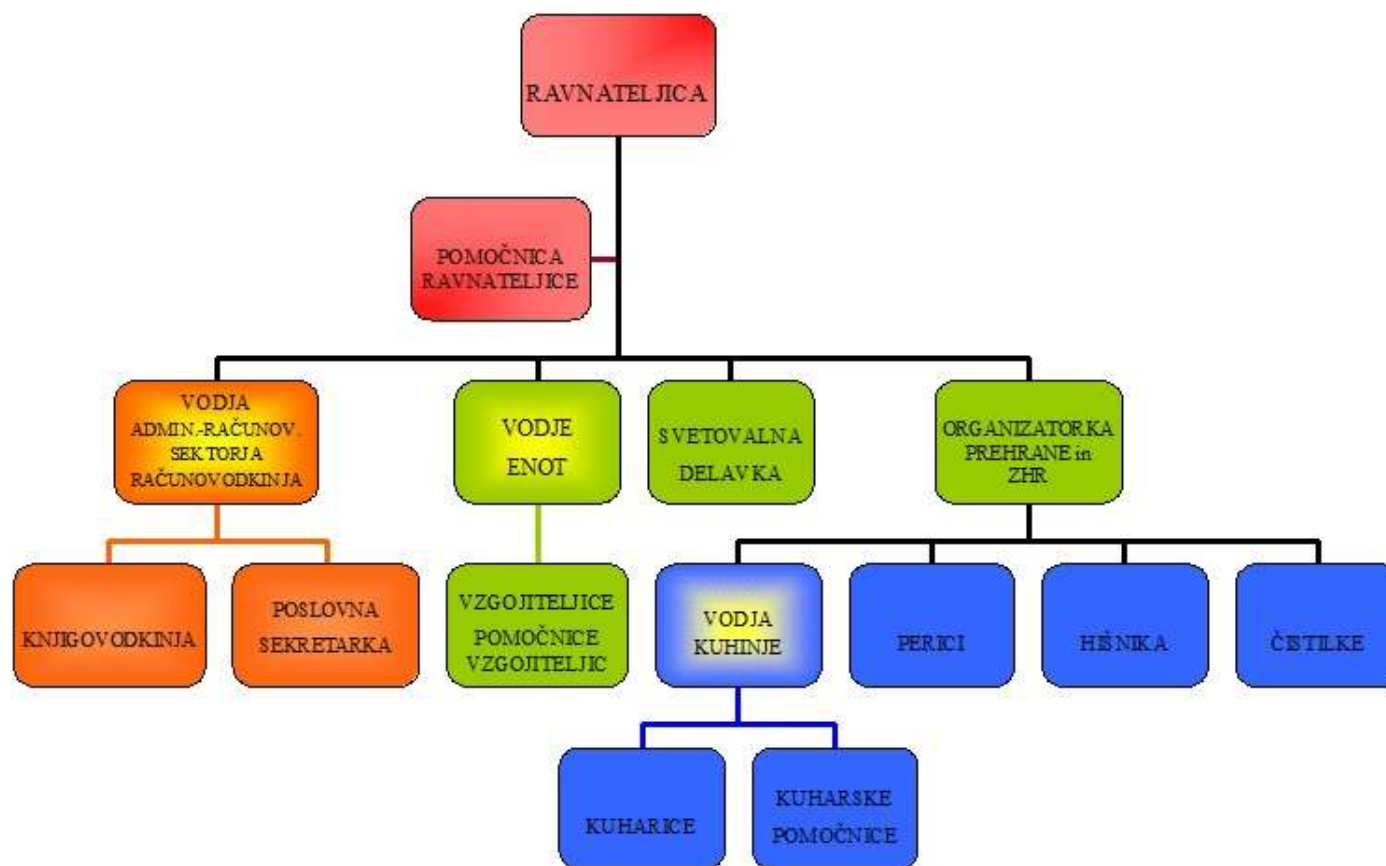 RAVNATELJICA
POMOČNICA
RAVNATELJICE
VODJA
ADMIN.-RAČUNOV.
SEKTORJA
RAČUNOVODKINJA
VODJE
ENOT
SVETOVALNA
DELAVKA
ORGANIZATORKA
PREHRANE in
ZHR
KNJIGOVODKINJA
POSLOVNA
SEKRETARKA
VZGOJITELJICE
POMOČNICE
VZGOJITELJIC
VODJA
KUHINJE
PERICI
HIŠNIKA
ČISTILKE
KUHARICE
KUHARSKE
POMOČNICE